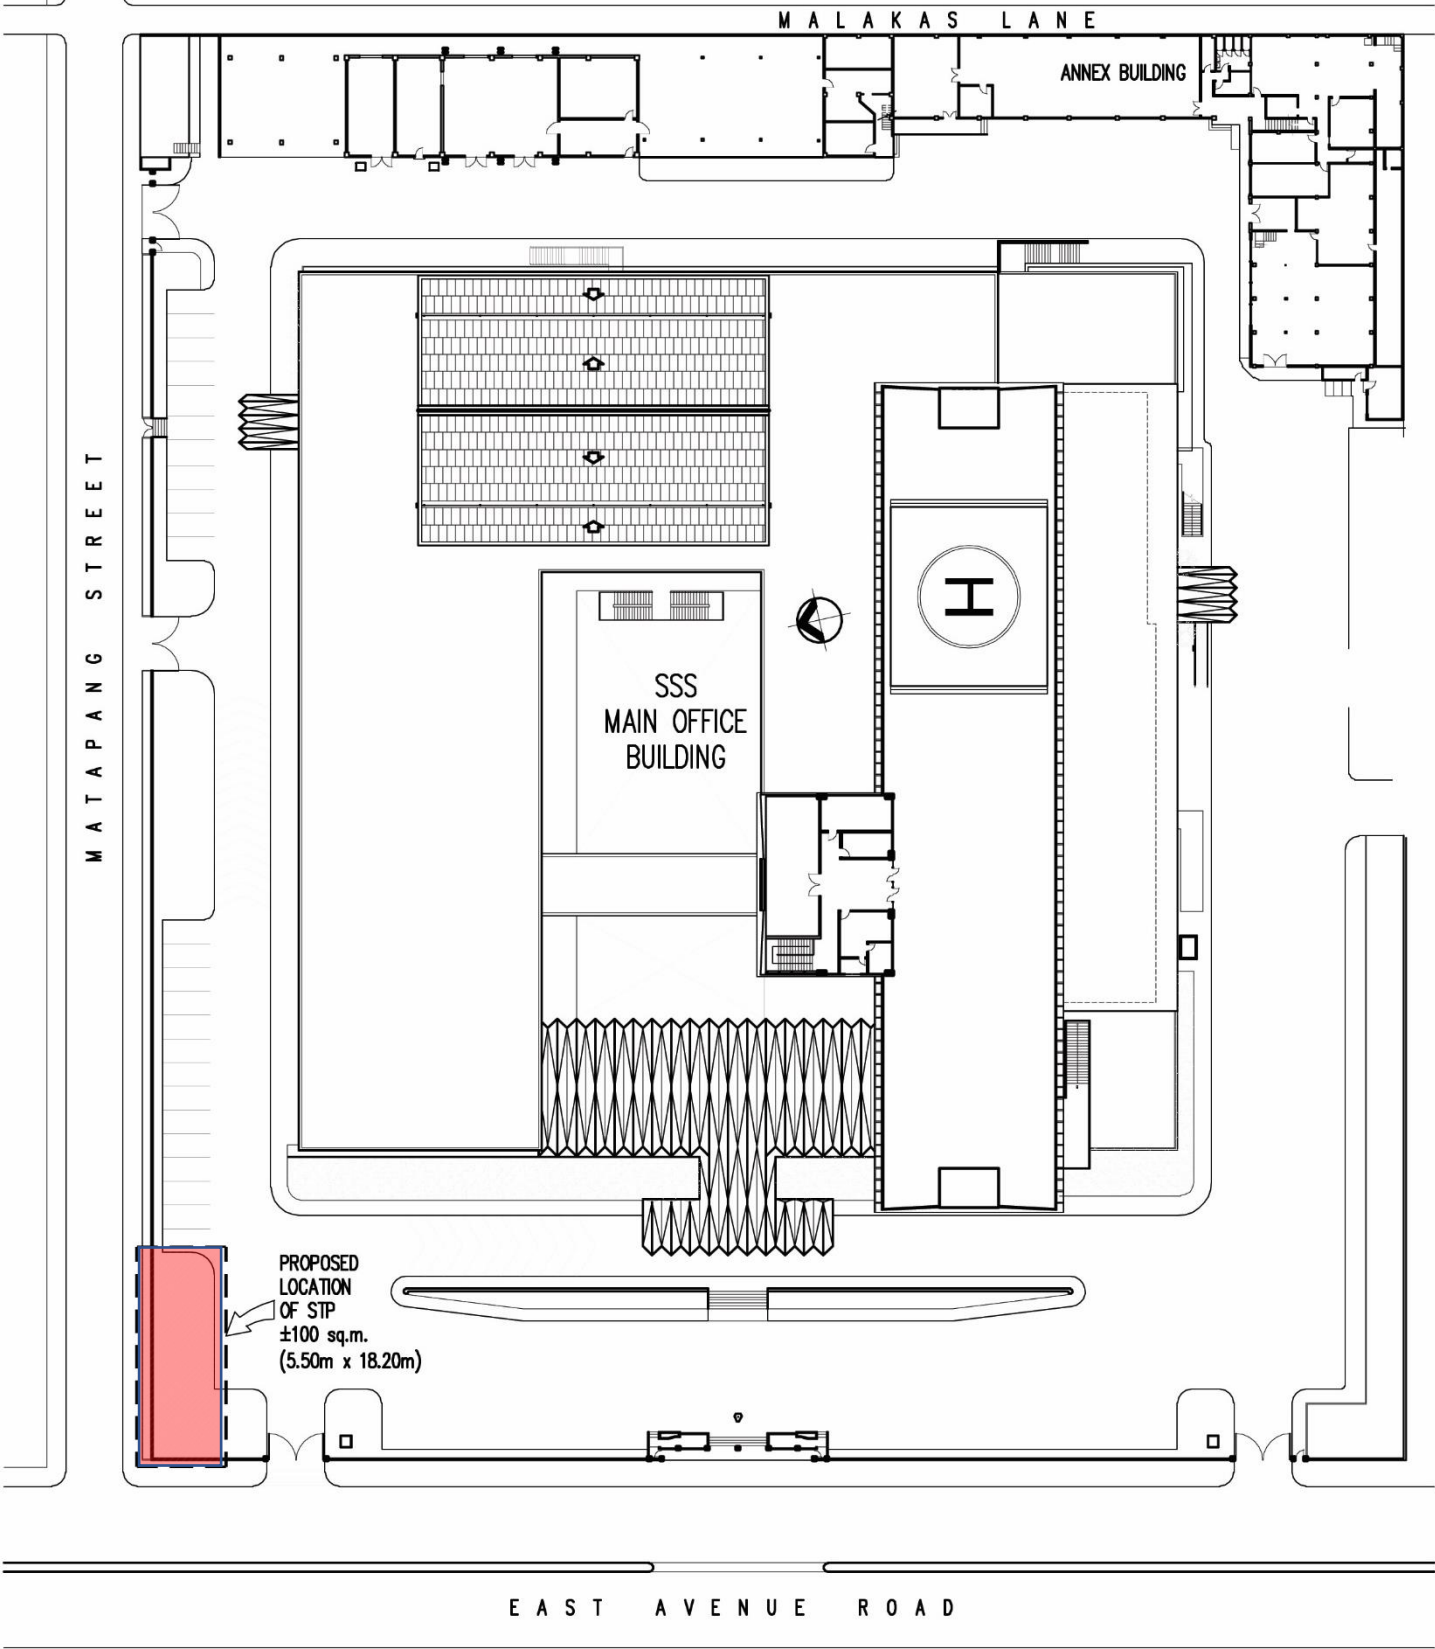 MALAKAS LANE
ANNEX BUILDING
MATAPANG STREET
H
SSS
MAIN OFFICE
BUILDING
PROPOSED
LOCATION
OF STP
±100 sq.m.
(5.50m x 18.20m)
EAST AVENUE ROAD